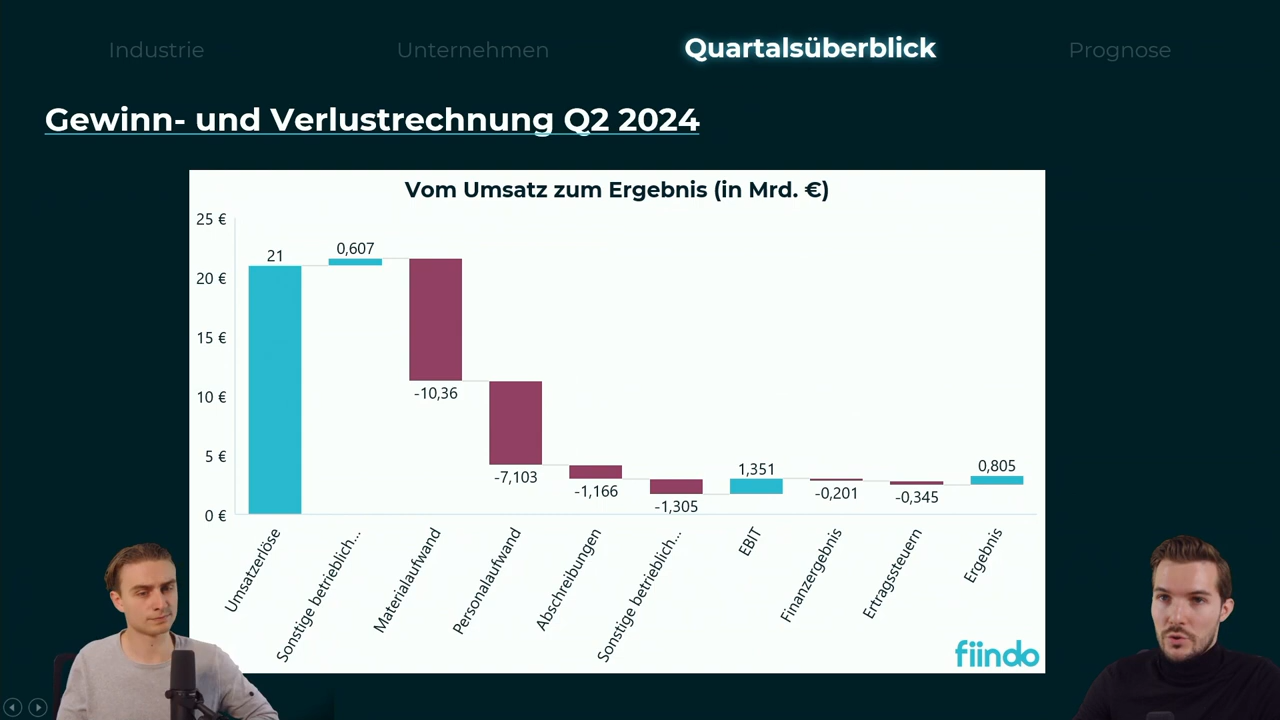 Industrie
Unternehmen
Quartalsüberblick
Prognose
Gewinn- und Verlustrechnung Q2 2024
Vom Umsatz zum Ergebnis (in Mrd. €)
25 €
20 €
15 €
10 €
5 €
0 €
21
0,607
-10,36
-7,103
-1,166
-1,305
1,351
-0,201
-0,345
0,805
Umsatzerlöse
Sonstige betrieblich...
Materialaufwand
Personalaufwand
Abschreibungen
Sonstige betrieblich...
EBIT
Finanzergebnis
Ertragssteuern
Ergebnis
fiindo